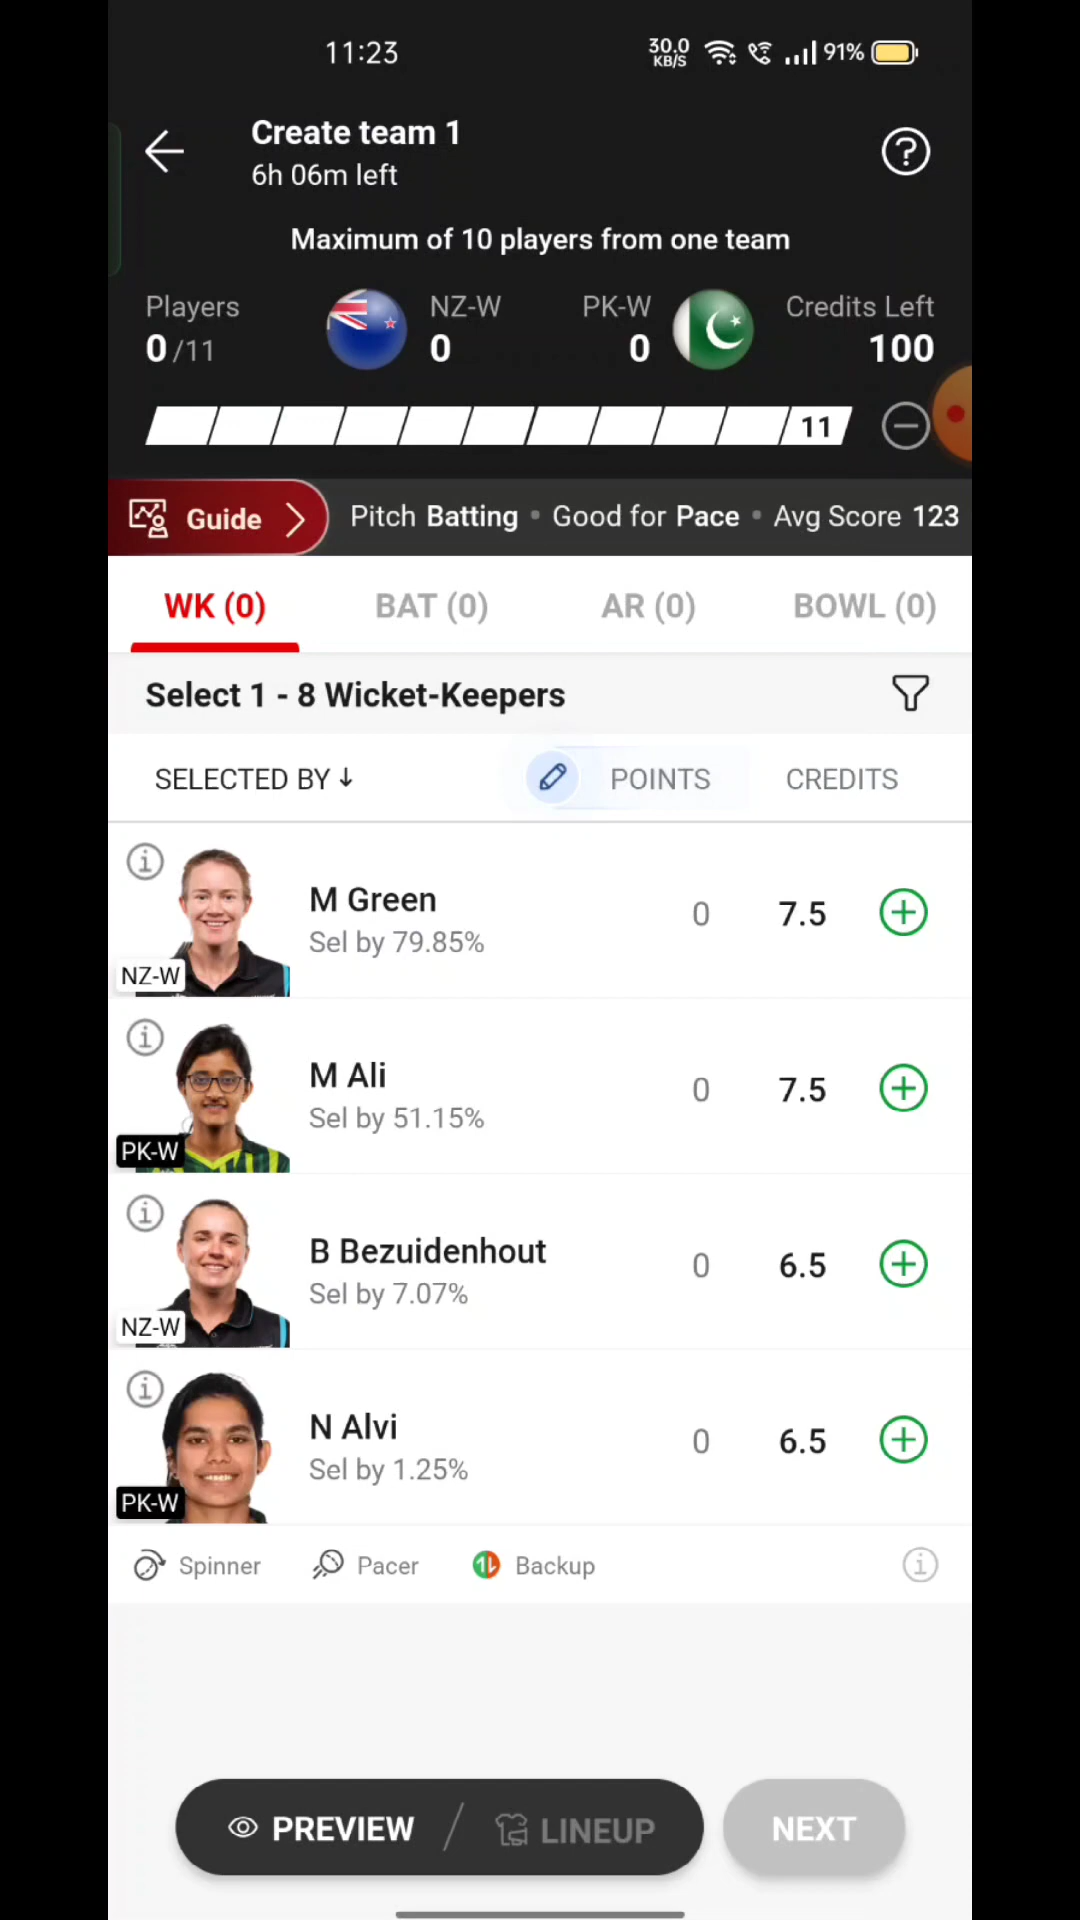 11:23
30.0 KB/S
91%
Create team 1
6h 06m left
Maximum of 10 players from one team
Players
0/11
NZ-W
0
PK-W
0
Credits Left
100
11
Guide
Pitch Batting • Good for Pace • Avg Score 123
WK (0)
BAT (0)
AR (0)
BOWL (0)
Select 1 - 8 Wicket-Keepers
SELECTED BY ↓
POINTS
CREDITS
M Green
Sel by 79.85%
0
7.5
NZ-W
M Ali
Sel by 51.15%
0
7.5
PK-W
B Bezuidenhout
Sel by 7.07%
0
6.5
NZ-W
N Alvi
Sel by 1.25%
0
6.5
PK-W
Spinner
Pacer
Backup
PREVIEW / LINEUP
NEXT